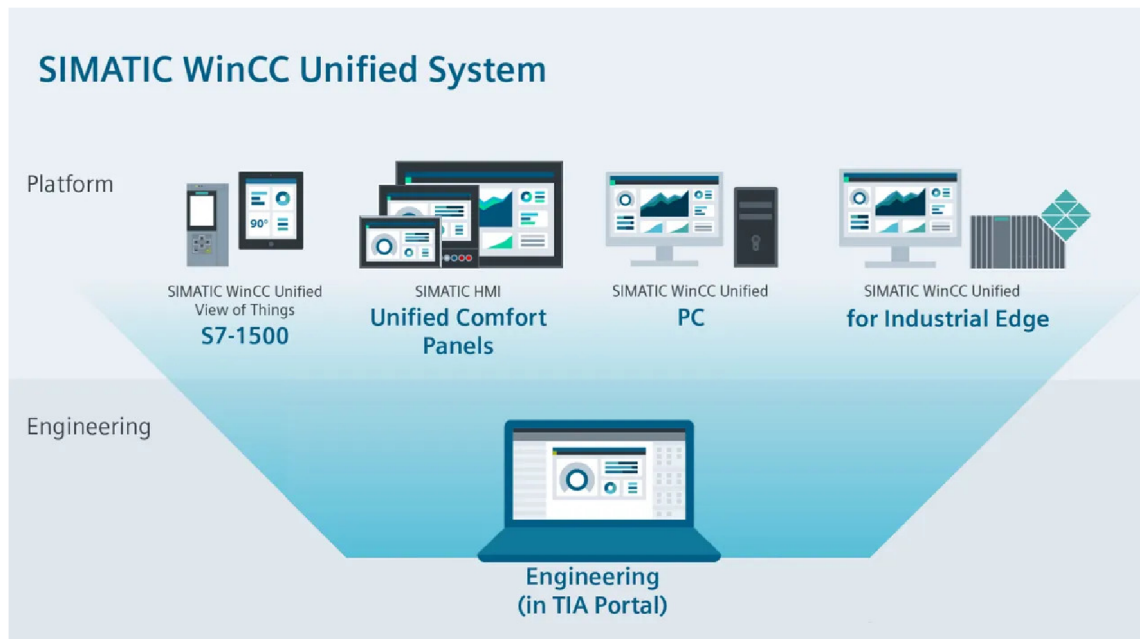 SIMATIC WinCC Unified System
Platform
90°
SIMATIC WinCC Unified
View of Things
S7-1500
SIMATIC HMI
Unified Comfort
Panels
SIMATIC WinCC Unified
PC
SIMATIC WinCC Unified
for Industrial Edge
Engineering
Engineering
(in TIA Portal)